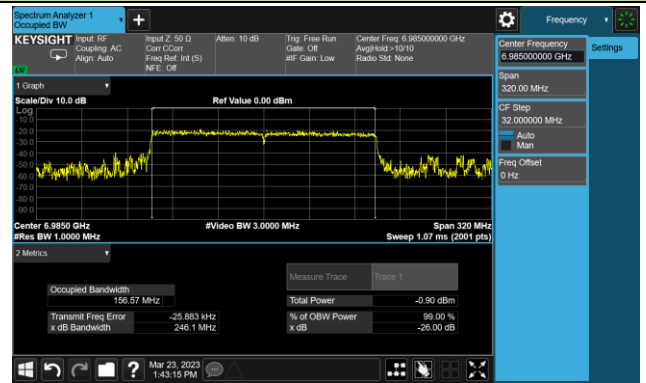 Spectrum Analyzer 1
Occupied BW
Frequency
KEYSIGHT
Input: RF
Coupling: AC
Align: Auto
Input Z: 50 Ω
Corr CCorr
Freq Ref: Int (S)
NFE: Off
Atten: 10 dB
Trig: Free Run
Gate: Off
#IF Gain: Low
Center Freq: 6.985000000 GHz
Avg|Hold:>10/10
Radio Std: None
Center Frequency
6.985000000 GHz
Settings
Span
320.00 MHz
CF Step
32.000000 MHz
Auto
Man
Freq Offset
0 Hz
1 Graph
Scale/Div 10.0 dB
Ref Value 0.00 dBm
Log
-10.0
-20.0
-30.0
-40.0
-50.0
-60.0
-70.0
-80.0
-90.0
Center 6.9850 GHz
#Video BW 3.0000 MHz
Span 320 MHz
#Res BW 1.0000 MHz
Sweep 1.07 ms (2001 pts)
2 Metrics
Measure Trace
Trace 1
Occupied Bandwidth
156.57 MHz
Total Power
-0.90 dBm
Transmit Freq Error
-25.883 kHz
% of OBW Power
99.00 %
x dB Bandwidth
246.1 MHz
x dB
-26.00 dB
Mar 23, 2023
1:43:15 PM